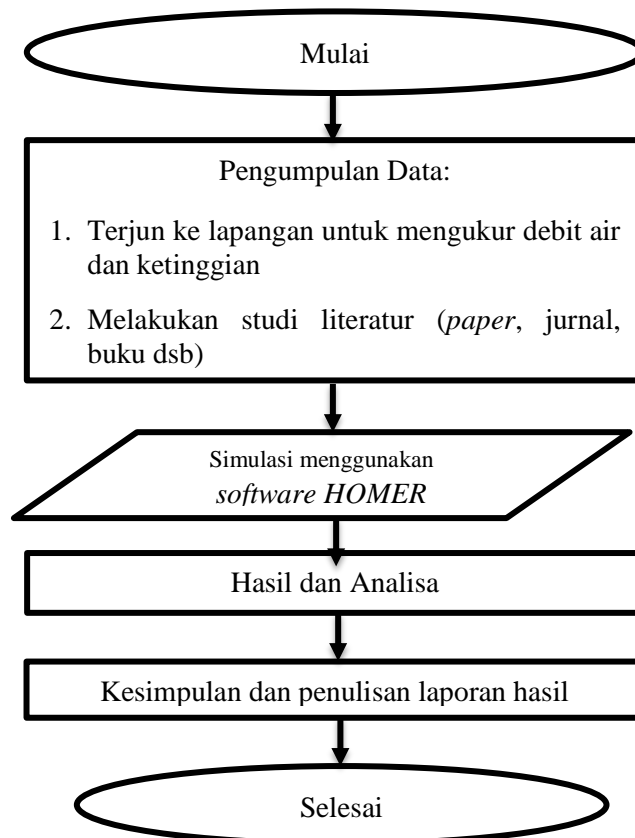 Mulai
Pengumpulan Data:
1. Terjun ke lapangan untuk mengukur debit air
dan ketinggian
2. Melakukan studi literatur (paper, jurnal,
buku dsb)
Simulasi menggunakan
software HOMER
Hasil dan Analisa
Kesimpulan dan penulisan laporan hasil
Selesai